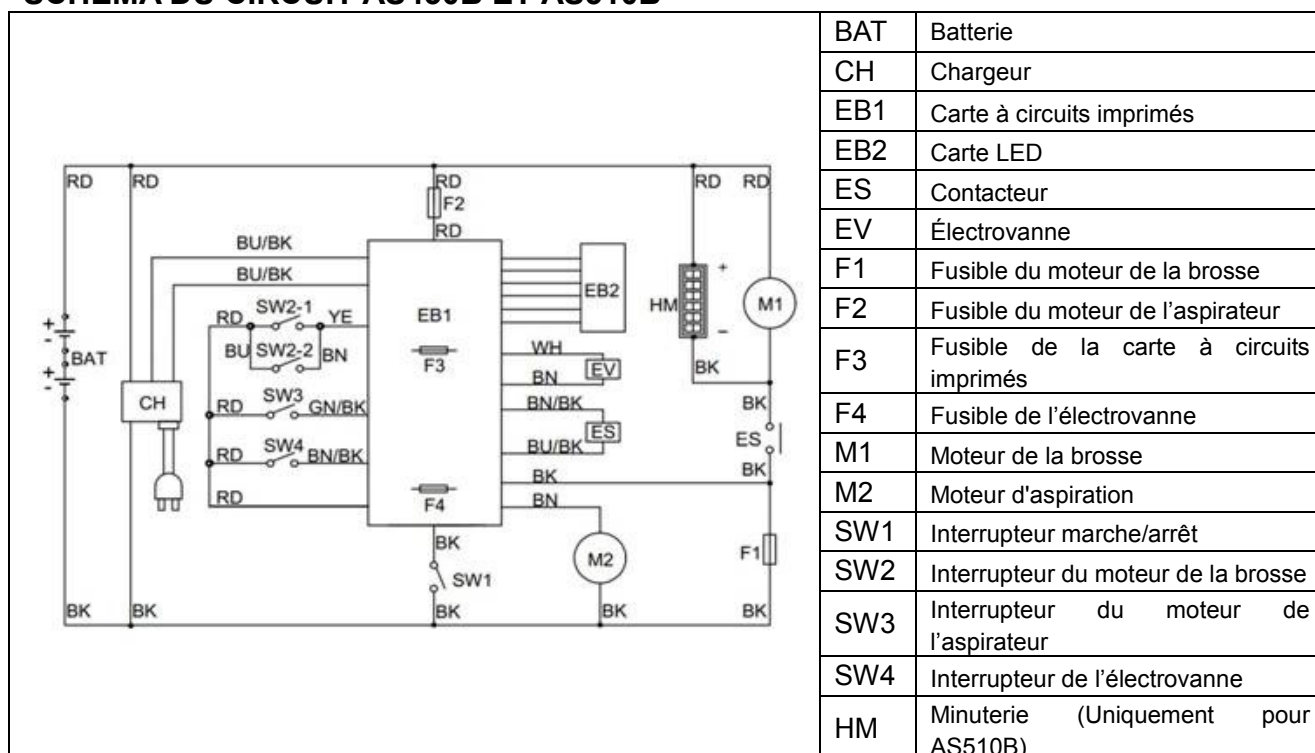 SCHEMA DU CIRCUIT AS430B ET AS510B
BAT Batterie
CH Chargeur
EB1 Carte à circuits imprimés
EB2 Carte LED
ES Contacteur
EV Électrovanne
F1 Fusible du moteur de la brosse
F2 Fusible du moteur de l’aspirateur
F3 Fusible de la carte à circuits
imprimés
F4 Fusible de l’électrovanne
M1 Moteur de la brosse
M2 Moteur d'aspiration
SW1 Interrupteur marche/arrêt
SW2 Interrupteur du moteur de la brosse
SW3 Interrupteur du moteur de
l’aspirateur
SW4 Interrupteur de l’électrovanne
HM Minuterie (Uniquement pour
AS510B)
RD RD RD RD RD
F2
RD
BU/BK
BU/BK
SW2-1
RD YE
BU SW2-2 BN
EB1
EB2
F3
HM + -
M1
+
-
BAT
+
-
CH
WH
EV
BN
BK
SW3
RD GN/BK
BN/BK
BK
ES
ES
SW4
RD BN/BK
BU/BK
BK
BK
RD
F4
BN
BK
M2
F1
SW1
BK BK BK BK BK